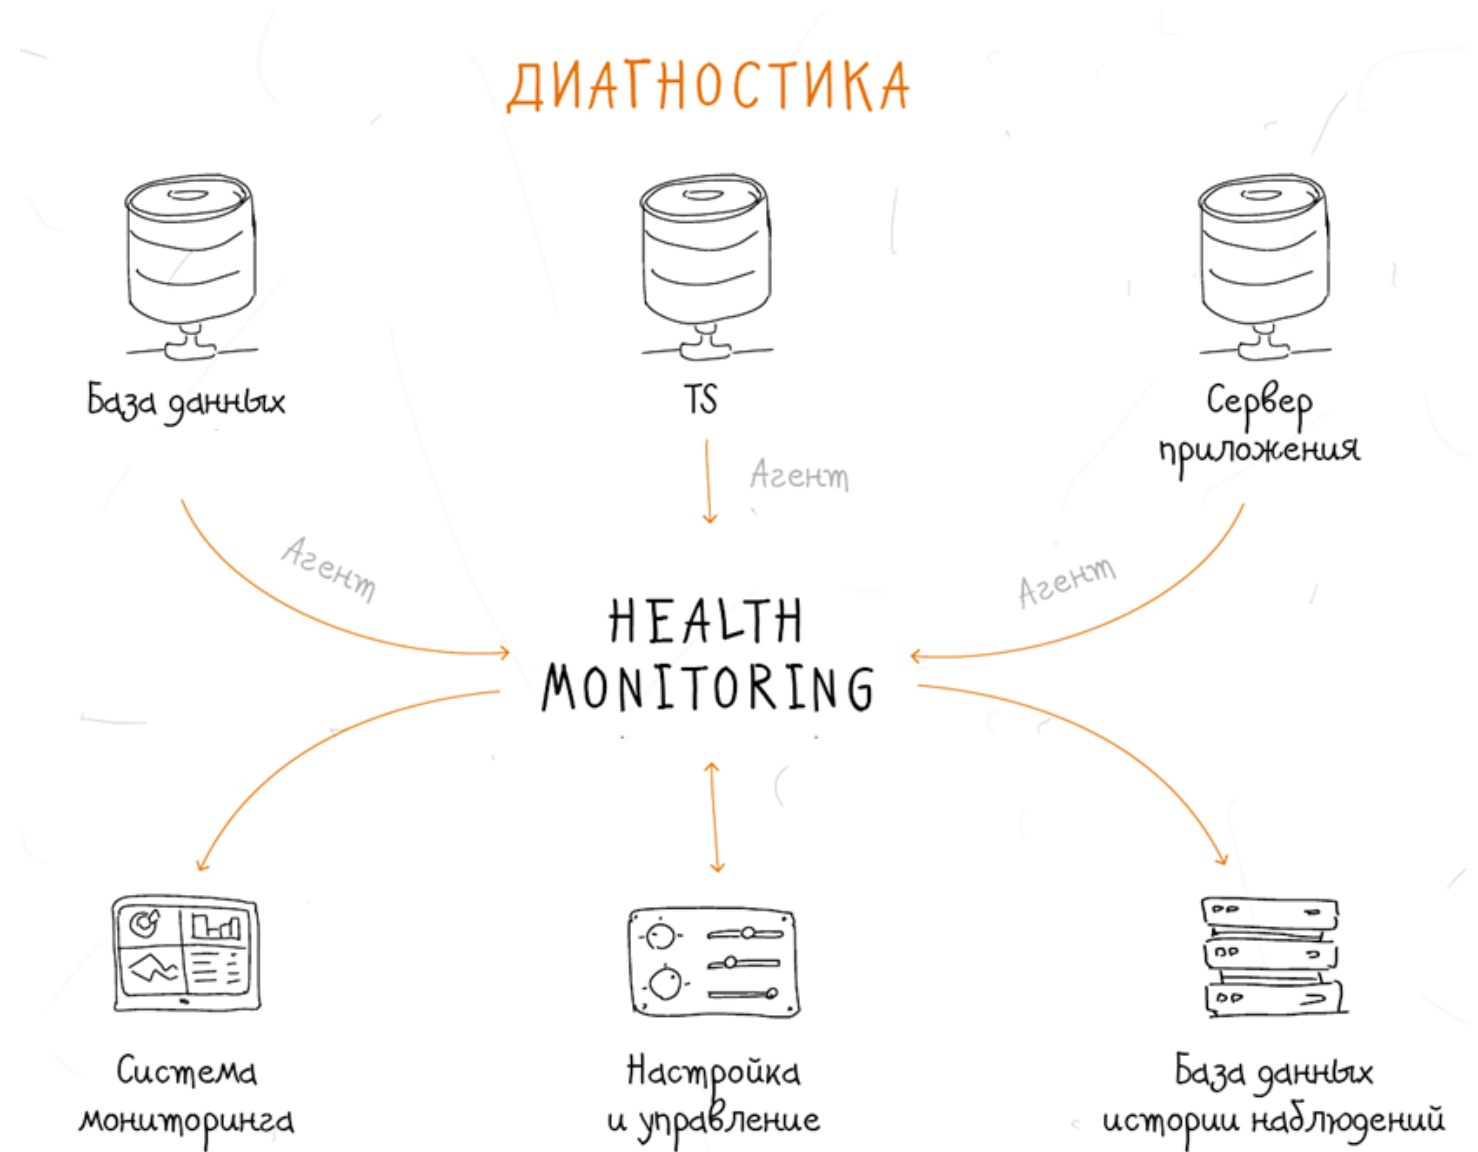 ДИАГНОСТИКА
База данных
TS
Сервер
приложения
Агент
Агент
Агент
HEALTH
MONITORING
Система
мониторинга
Настройка
и управление
База данных
истории наблюдений